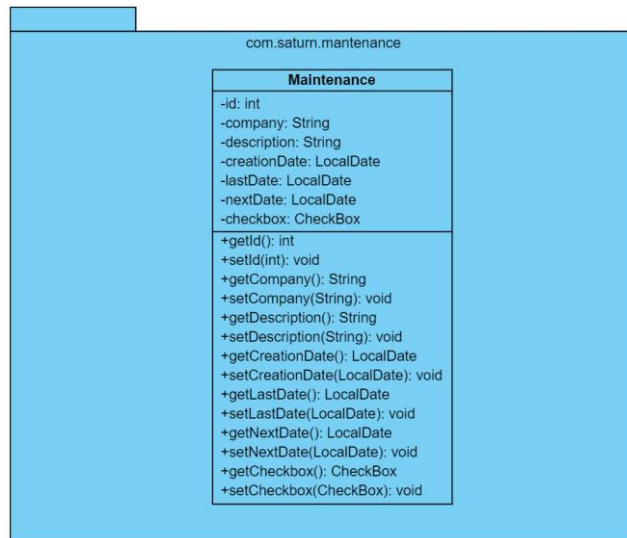 com.saturn.mantenance
Maintenance
-id: int
-company: String
-description: String
-creationDate: LocalDate
-lastDate: LocalDate
-nextDate: LocalDate
-checkbox: CheckBox
+getId(): int
+setId(int): void
+getCompany(): String
+setCompany(String): void
+getDescription(): String
+setDescription(String): void
+getCreationDate(): LocalDate
+setCreationDate(LocalDate): void
+getLastDate(): LocalDate
+setLastDate(LocalDate): void
+getNextDate(): LocalDate
+setNextDate(LocalDate): void
+getCheckbox(): CheckBox
+setCheckbox(CheckBox): void